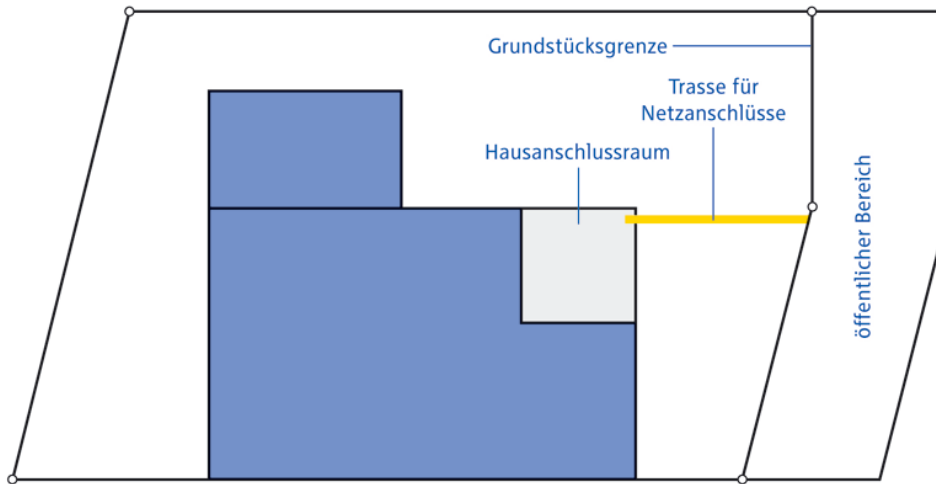 Grundstücksgrenze
Trasse für
Netzanschlüsse
Hausanschlussraum
öffentlicher Bereich